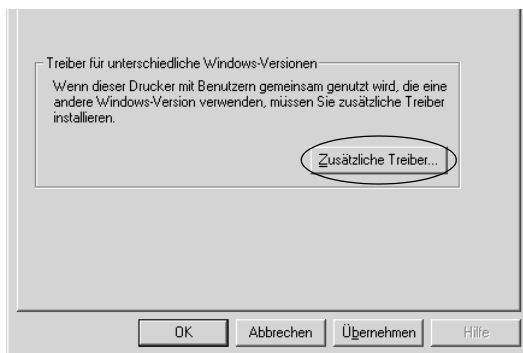 Treiber für unterschiedliche Windows-Versionen
Wenn dieser Drucker mit Benutzern gemeinsam genutzt wird, die eine
andere Windows-Version verwenden, müssen Sie zusätzliche Treiber
installieren.
Zusätzliche Treiber...
OK Abbrechen Übernehmen Hilfe